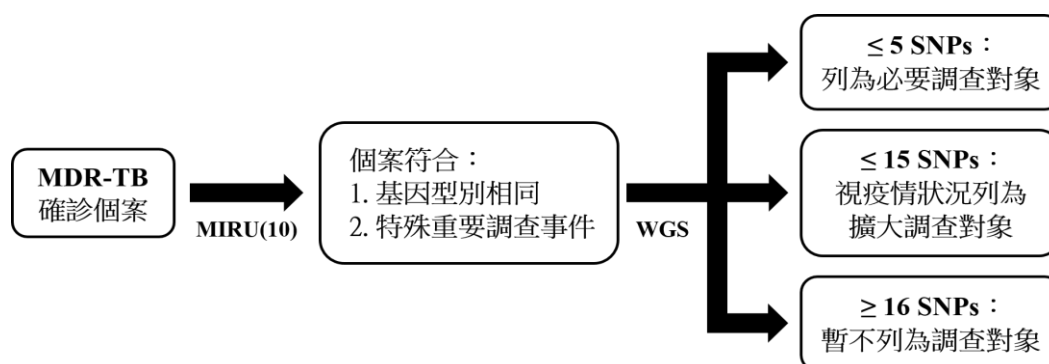 MDR-TB
確診個案
MIRU(10)
個案符合：
1. 基因型別相同
2. 特殊重要調查事件
WGS
≤ 5 SNPs：
列為必要調查對象
≤ 15 SNPs：
視疫情狀況列為
擴大調查對象
≥ 16 SNPs：
暫不列為調查對象